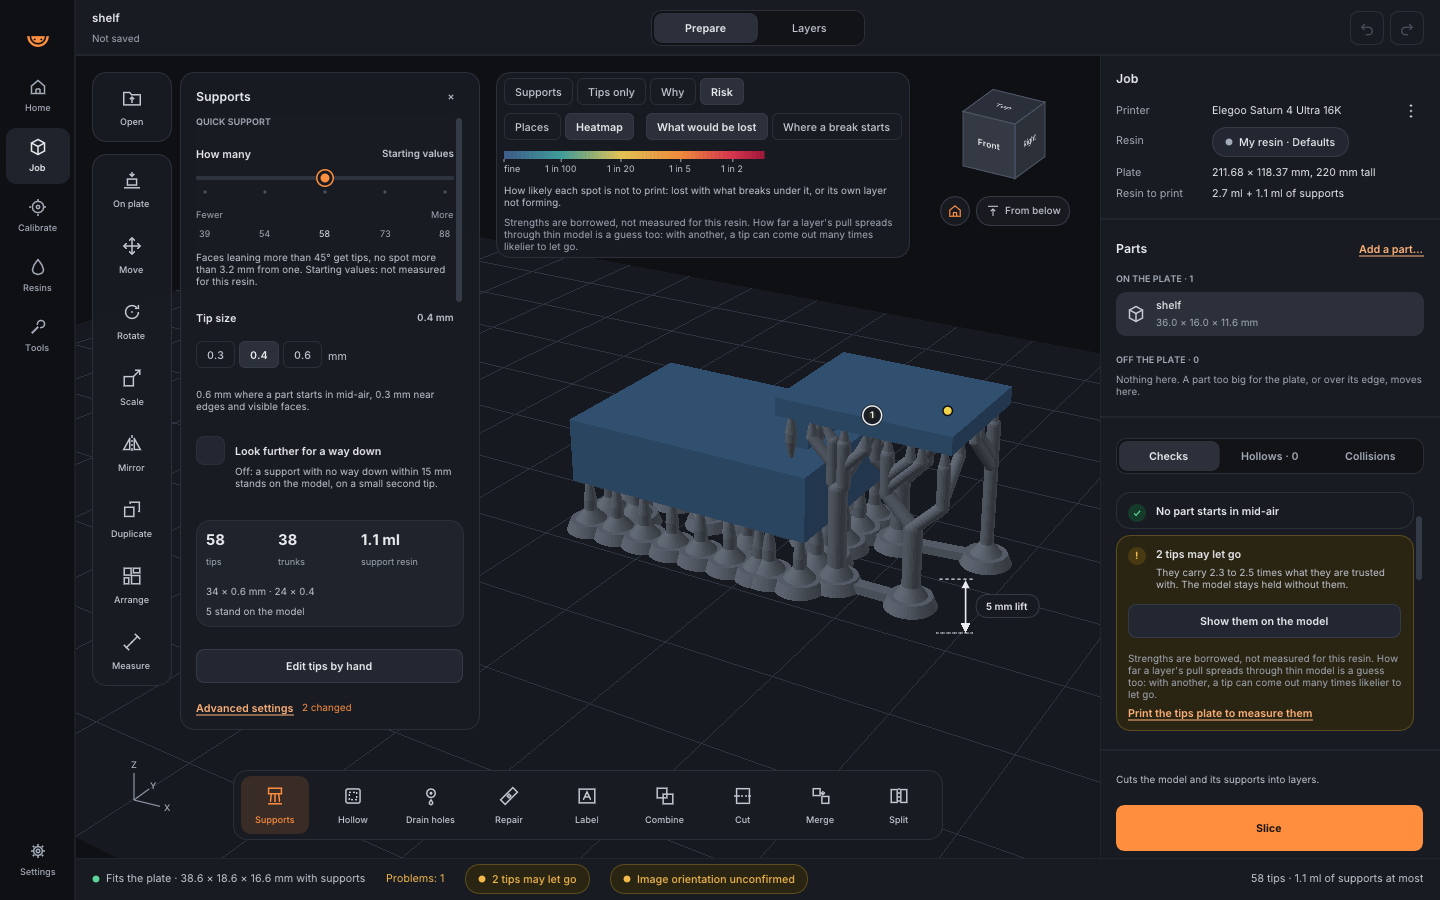 shelf
Not saved
Prepare
Layers
Home
Job
Calibrate
Resins
Tools
Settings
Open
On plate
Move
Rotate
Scale
Mirror
Duplicate
Arrange
Measure
Supports
×
QUICK SUPPORT
How many
Starting values
Fewer
More
39 54 58 73 88
Faces leaning more than 45° get tips, no spot more
than 3.2 mm from one. Starting values: not measured
for this resin.
Tip size
0.4 mm
0.3 0.4 0.6 mm
0.6 mm where a part starts in mid-air, 0.3 mm near
edges and visible faces.
Look further for a way down
Off: a support with no way down within 15 mm
stands on the model, on a small second tip.
58 38 1.1 ml
tips trunks support resin
34 × 0.6 mm · 24 × 0.4
5 stand on the model
Edit tips by hand
Advanced settings 2 changed
Supports Tips only Why Risk
Places Heatmap What would be lost Where a break starts
fine 1 in 100 1 in 20 1 in 5 1 in 2
How likely each spot is not to print: lost with what breaks under it, or its own layer
not forming.
Strengths are borrowed, not measured for this resin. How far a layer's pull spreads
through thin model is a guess too: with another, a tip can come out many times
likelier to let go.
Top
Front
Right
From below
1
5 mm lift
Z
Y
X
Supports
Hollow
Drain holes
Repair
Label
Combine
Cut
Merge
Split
Job
Printer Elegoo Saturn 4 Ultra 16K
Resin My resin · Defaults
Plate 211.68 × 118.37 mm, 220 mm tall
Resin to print 2.7 ml + 1.1 ml of supports
Parts
Add a part...
ON THE PLATE · 1
shelf
36.0 × 16.0 × 11.6 mm
OFF THE PLATE · 0
Nothing here. A part too big for the plate, or over its edge, moves
here.
Checks Hollows · 0 Collisions
No part starts in mid-air
2 tips may let go
They carry 2.3 to 2.5 times what they are trusted
with. The model stays held without them.
Show them on the model
Strengths are borrowed, not measured for this resin. How
far a layer's pull spreads through thin model is a guess
too: with another, a tip can come out many times likelier to
let go.
Print the tips plate to measure them
Cuts the model and its supports into layers.
Slice
Fits the plate · 38.6 × 18.6 × 16.6 mm with supports
Problems: 1
2 tips may let go
Image orientation unconfirmed
58 tips · 1.1 ml of supports at most